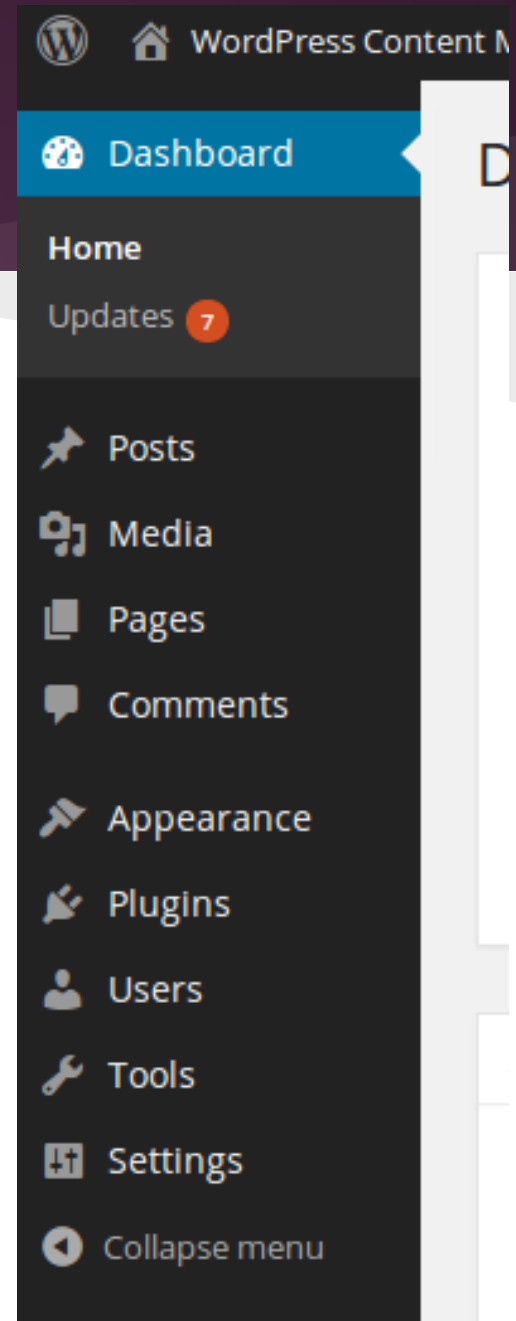 WordPress Content
Dashboard
Home
Updates 7
Posts
Media
Pages
Comments
Appearance
Plugins
Users
Tools
Settings
Collapse menu